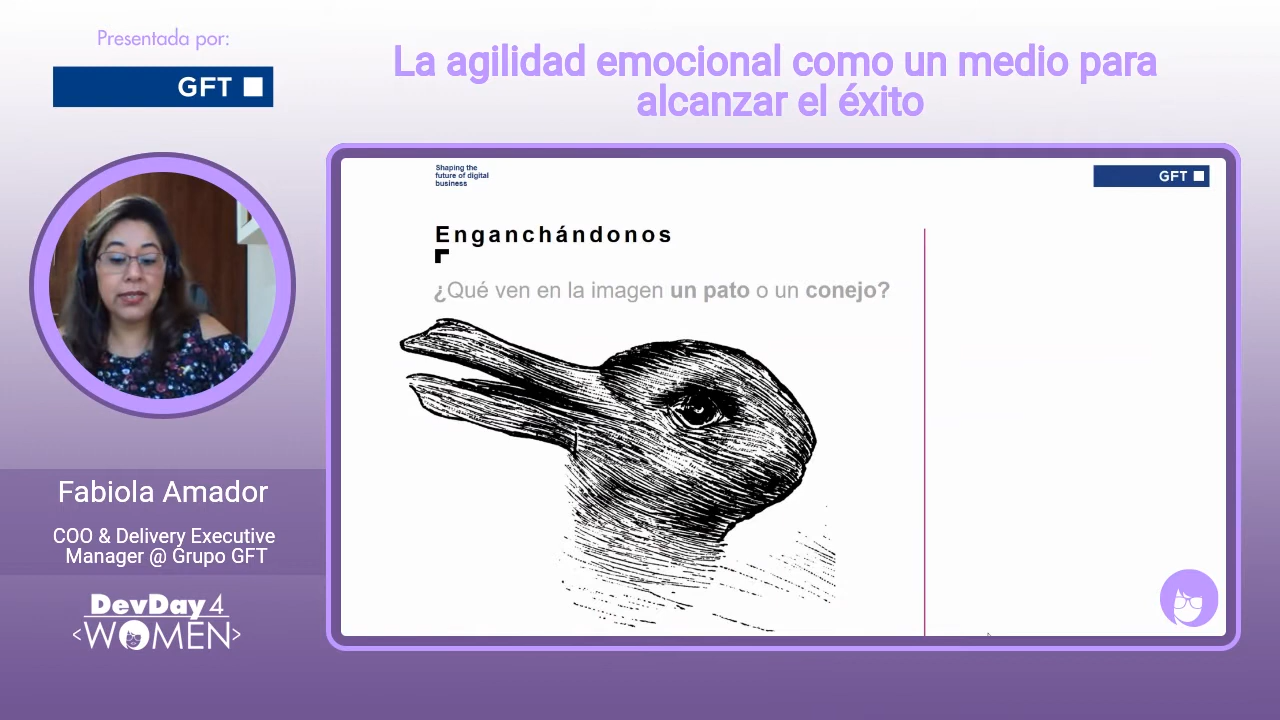 Presentada por:
GFT
La agilidad emocional como un medio para
alcanzar el éxito
Shaping the
future of digital
business
GFT
Enganchándonos
¿Qué ven en la imagen un pato o un conejo?
Fabiola Amador
COO & Delivery Executive
Manager @ Grupo GFT
DevDay4
<WOMEN>